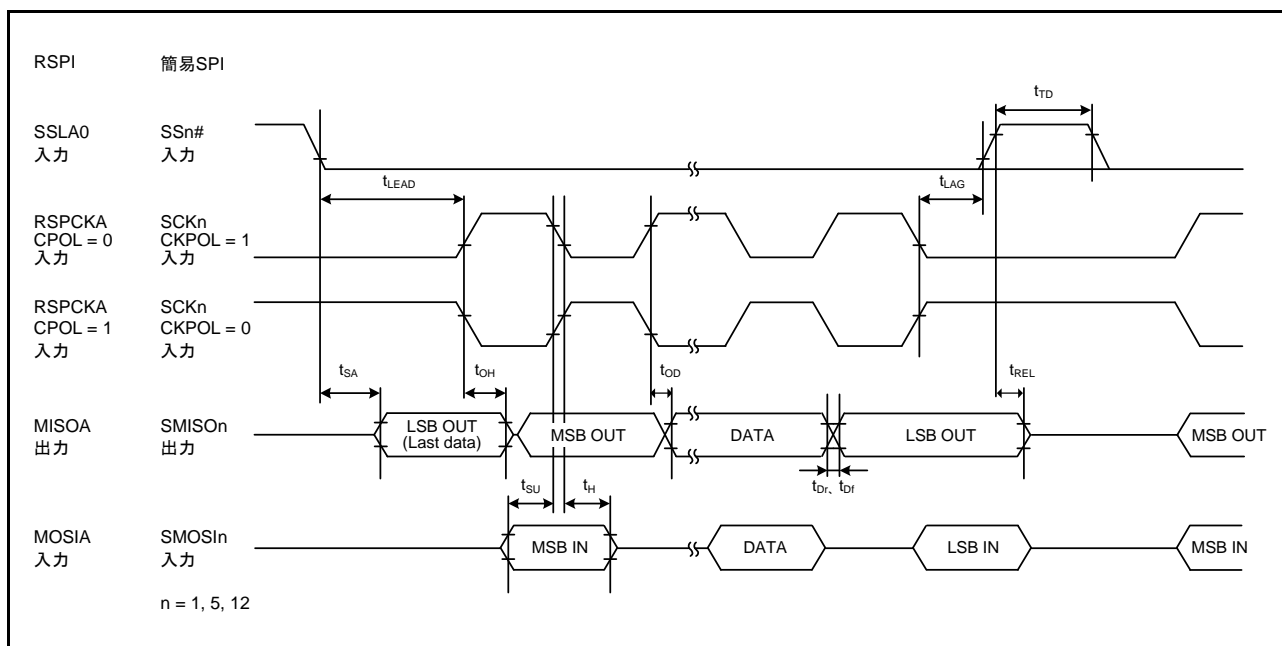 RSPI 簡易SPI
tTD
SSLA0 SSn#
入力 入力
tLEAD tLAG
RSPCKA SCKn
CPOL = 0 CKPOL = 1
入力 入力
RSPCKA SCKn
CPOL = 1 CKPOL = 0
入力 入力
tSA tOH tOD tREL
MISOA SMISOn LSB OUT MSB OUT DATA LSB OUT MSB OUT
出力 出力 (Last data)
tSU tH tDr、tDf
MOSIA SMOSIn MSB IN DATA LSB IN MSB IN
入力 入力
n = 1, 5, 12